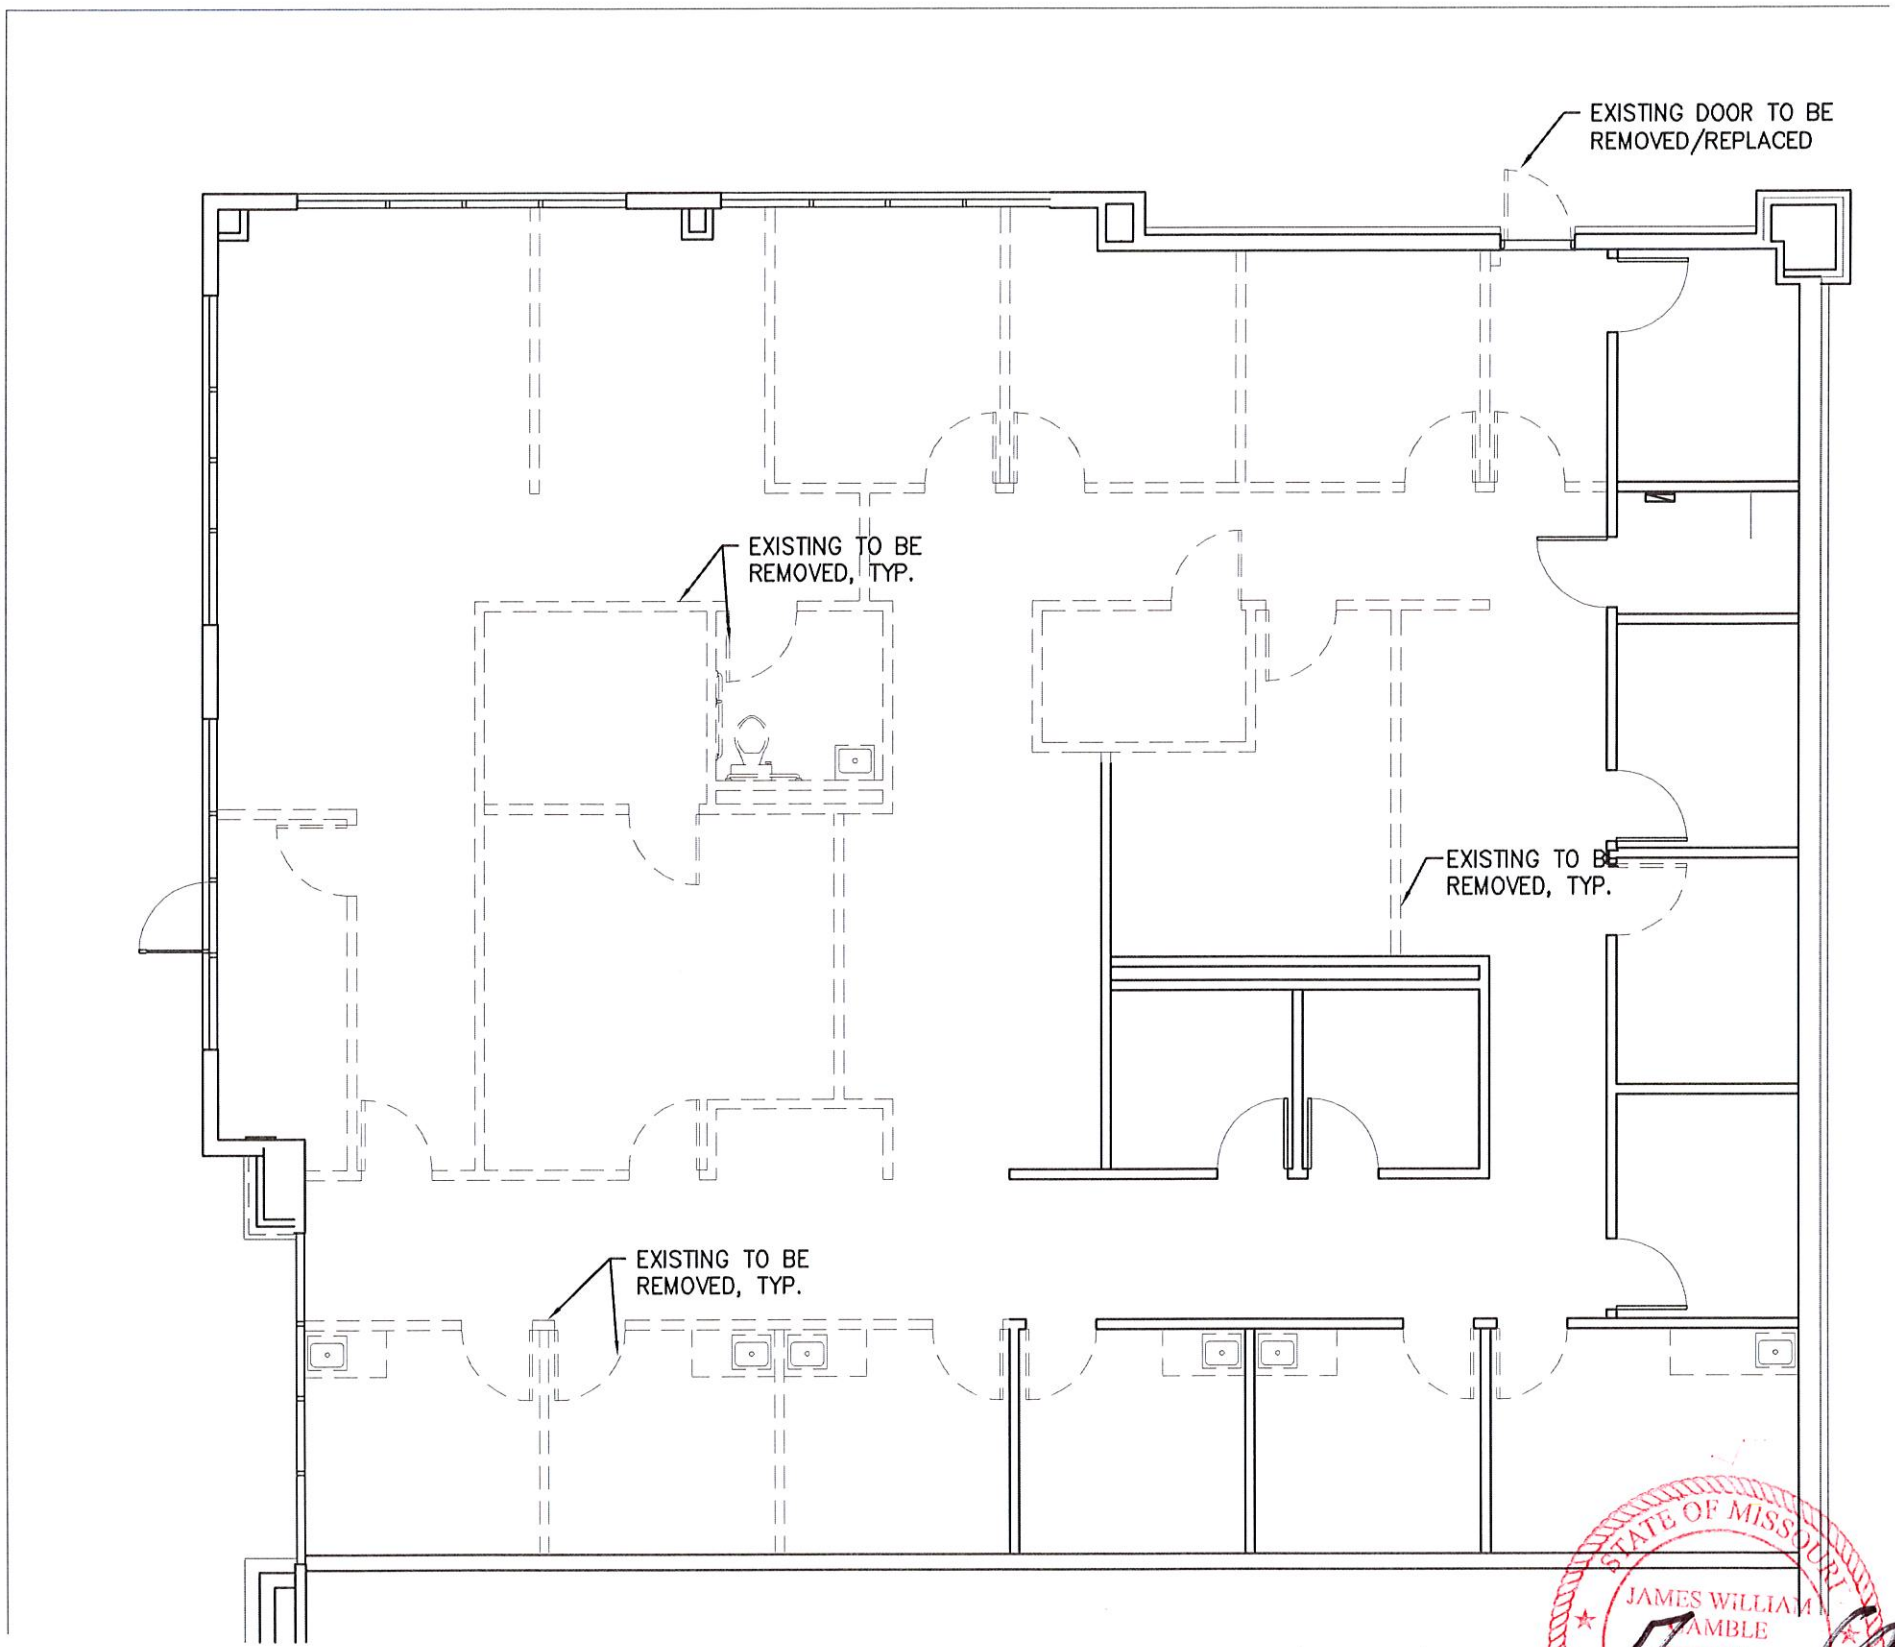 EXISTING DOOR TO BE
REMOVED/REPLACED
EXISTING TO BE
REMOVED, TYP.
EXISTING TO BE
REMOVED, TYP.
EXISTING TO BE
REMOVED, TYP.
STATE OF MISSOURI
JAMES WILLIAM
GAMBLE